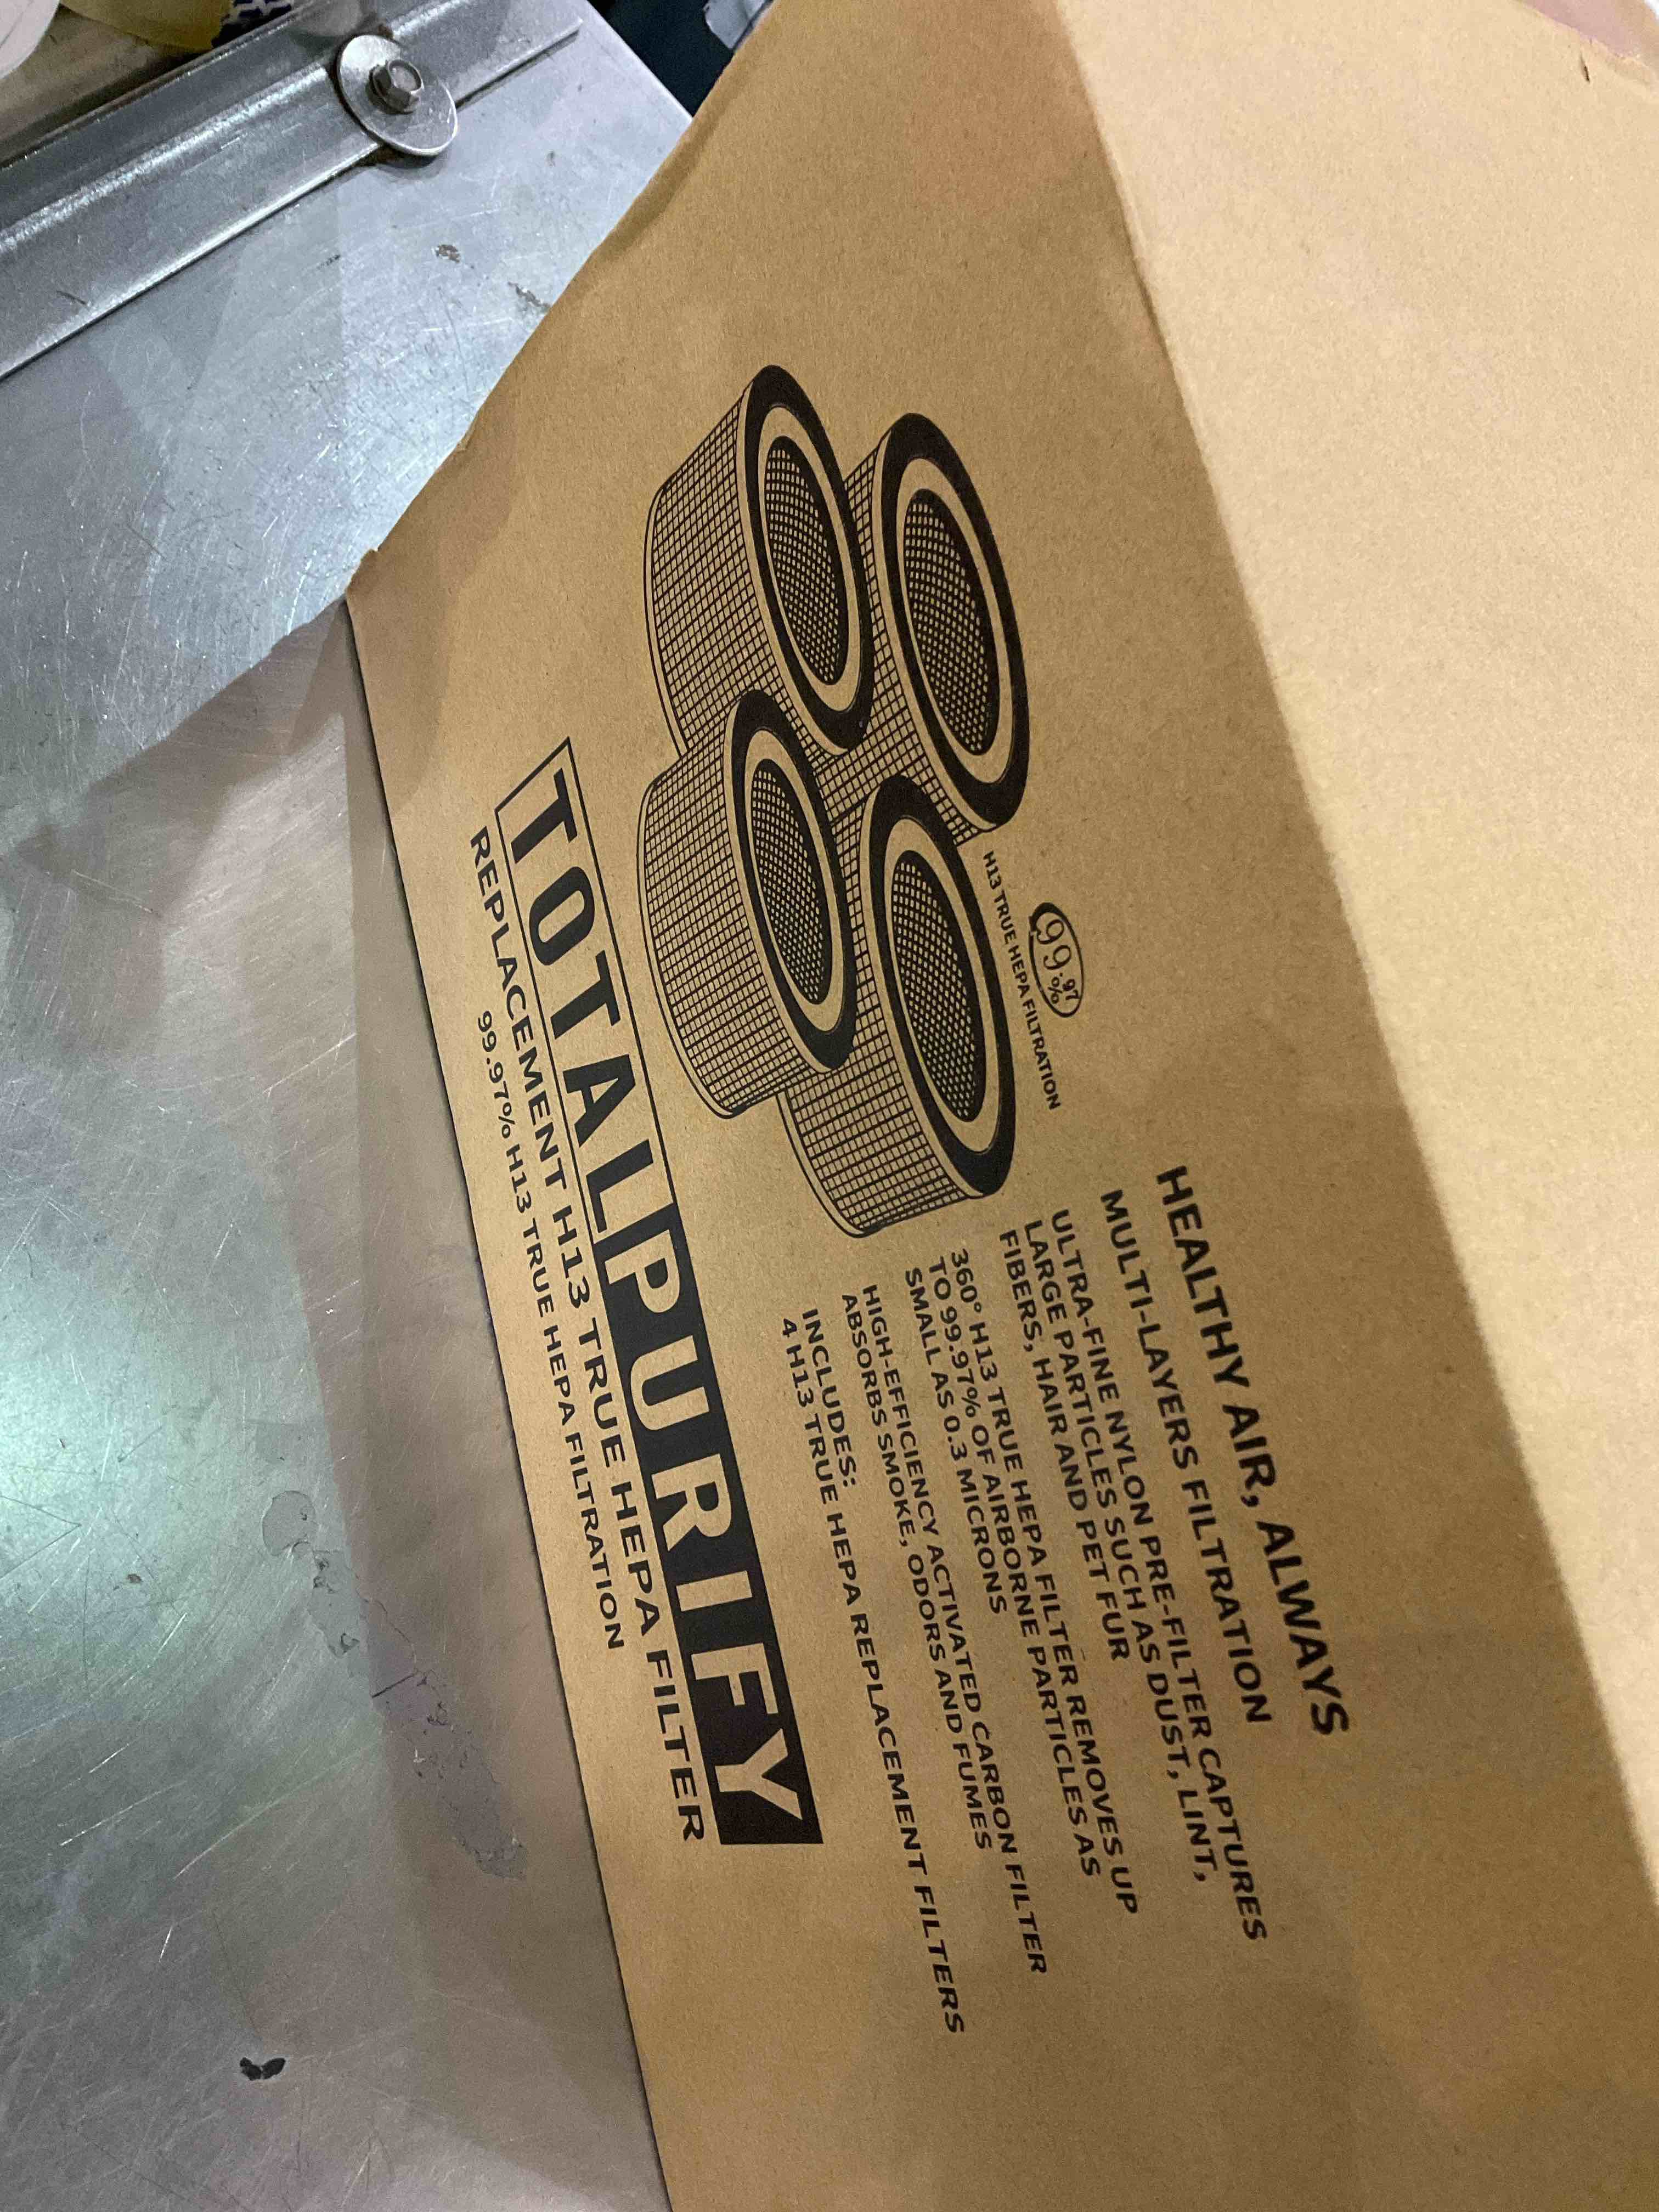 HEALTHY AIR, ALWAYS
MULTI-LAYERS FILTRATION
ULTRA-FINE NYLON PRE-FILTER CAPTURES
LARGE PARTICLES SUCH AS DUST, LINT,
FIBERS, HAIR AND PET FUR
360° H13 TRUE HEPA FILTER REMOVES UP
TO 99.97% OF AIRBORNE PARTICLES AS
SMALL AS 0.3 MICRONS
HIGH-EFFICIENCY ACTIVATED CARBON FILTER
ABSORBS SMOKE, ODORS AND FUMES
INCLUDES:
4 H13 TRUE HEPA REPLACEMENT FILTERS
99.97%
H13 TRUE HEPA FILTRATION
TOTALPURIFY
REPLACEMENT H13 TRUE HEPA FILTER
99.97% H13 TRUE HEPA FILTRATION